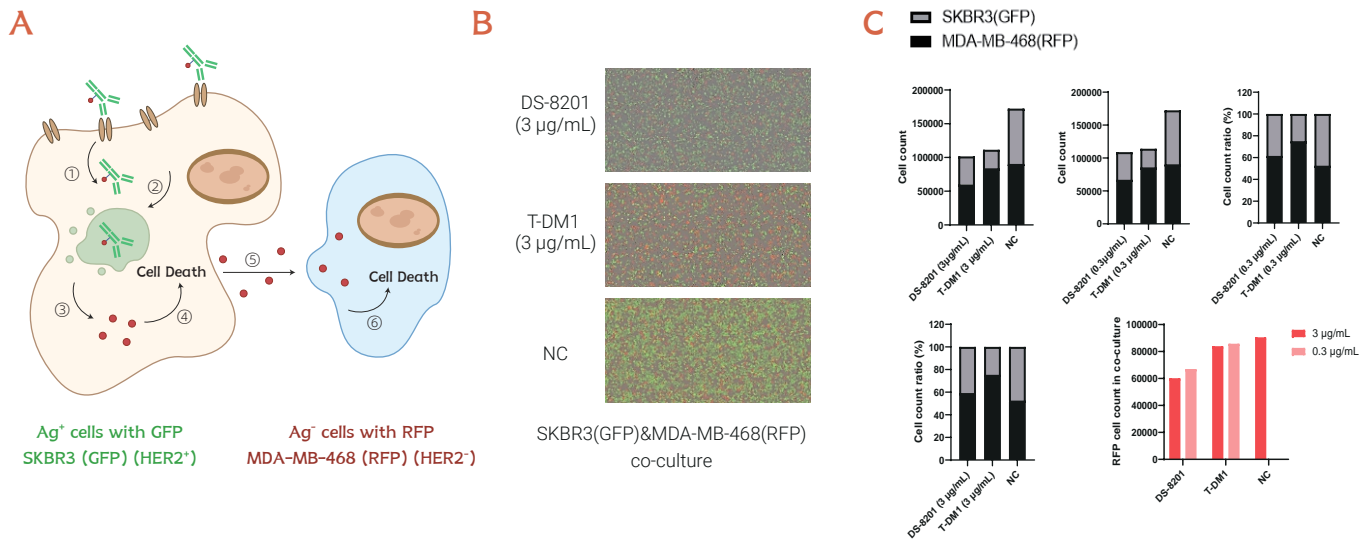 A
①
②
Cell Death
③
④
⑤
Cell Death
⑥
Ag⁺ cells with GFP
SKBR3 (GFP) (HER2⁺)
Ag⁻ cells with RFP
MDA-MB-468 (RFP) (HER2⁻)
B
DS-8201
(3 µg/mL)
T-DM1
(3 µg/mL)
NC
SKBR3(GFP)&MDA-MB-468(RFP)
co-culture
C
SKBR3(GFP)
MDA-MB-468(RFP)
Cell count
200000
150000
100000
50000
0
DS-8201 (3µg/mL)
T-DM1 (3 µg/mL)
NC
Cell count
200000
150000
100000
50000
0
DS-8201 (0.3µg/mL)
T-DM1 (0.3 µg/mL)
NC
Cell count ratio (%)
120
100
80
60
40
20
0
DS-8201 (0.3 µg/mL)
T-DM1 (0.3 µg/mL)
NC
Cell count ratio (%)
120
100
80
60
40
20
0
DS-8201 (3 µg/mL)
T-DM1 (3 µg/mL)
NC
RFP cell count in co-culture
100000
80000
60000
40000
20000
0
DS-8201
T-DM1
NC
3 µg/mL
0.3 µg/mL